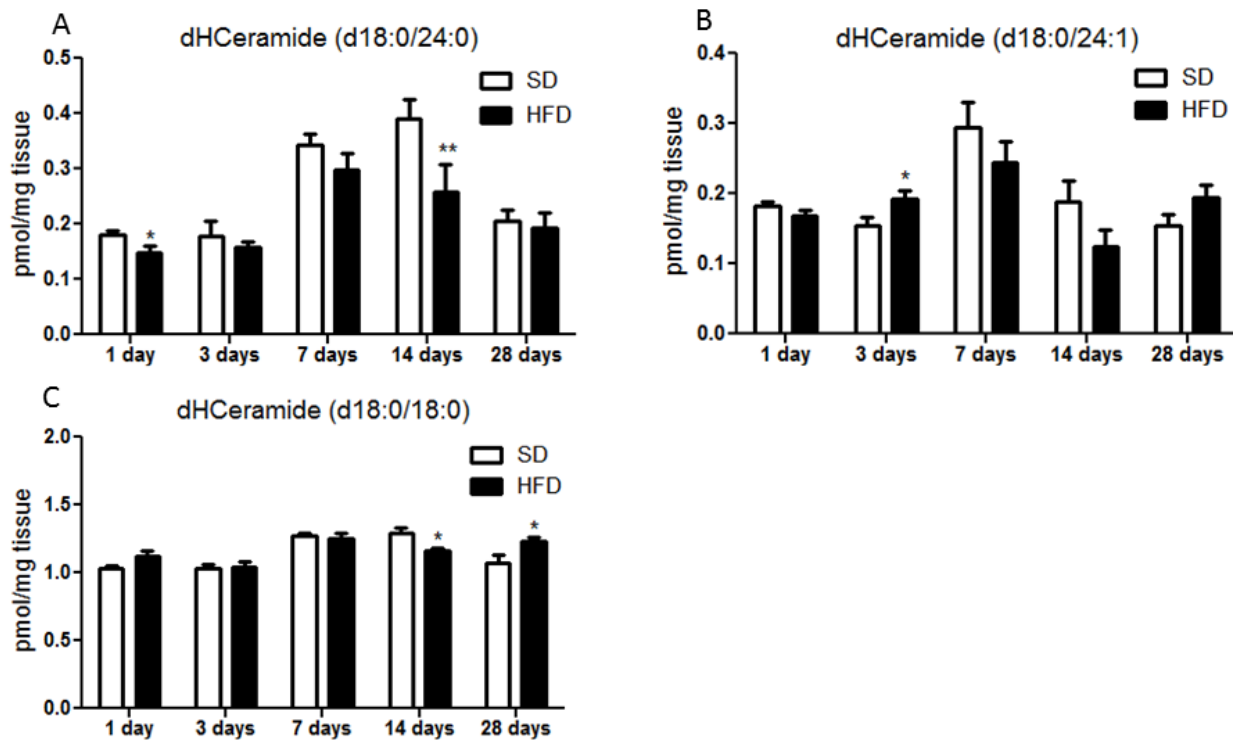 A
dHCeramide (d18:0/24:0)
pmol/mg tissue
0.5
0.4
0.3
0.2
0.1
0.0
SD
HFD
*
**
1 day 3 days 7 days 14 days 28 days
B
dHCeramide (d18:0/24:1)
pmol/mg tissue
0.4
0.3
0.2
0.1
0.0
SD
HFD
*
1 day 3 days 7 days 14 days 28 days
C
dHCeramide (d18:0/18:0)
pmol/mg tissue
2.0
1.5
1.0
0.5
0.0
SD
HFD
* *
1 day 3 days 7 days 14 days 28 days